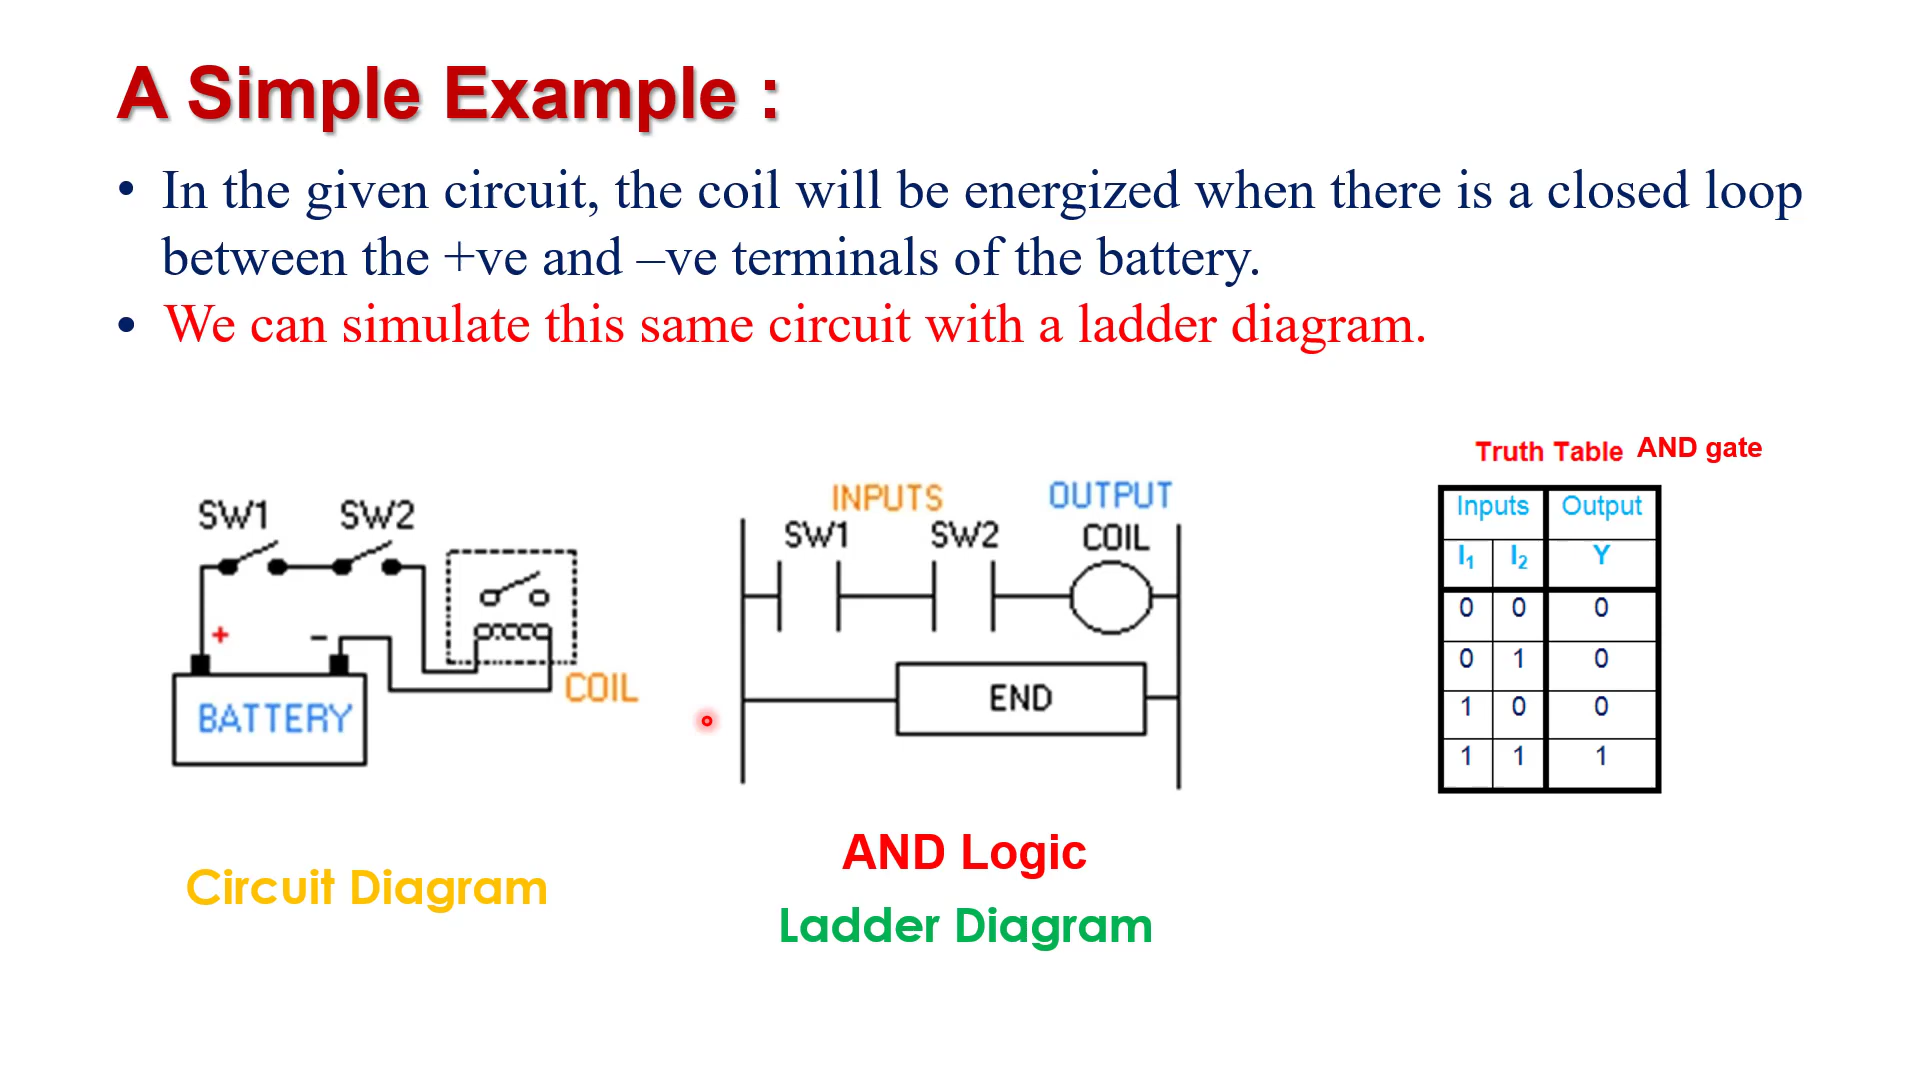 A Simple Example :
• In the given circuit, the coil will be energized when there is a closed loop
between the +ve and –ve terminals of the battery.
• We can simulate this same circuit with a ladder diagram.
SW1 SW2
+ –
BATTERY
COIL
Circuit Diagram
INPUTS OUTPUT
SW1 SW2 COIL
END
AND Logic
Ladder Diagram
Truth Table AND gate
Inputs Output
I₁ I₂ Y
0 0 0
0 1 0
1 0 0
1 1 1